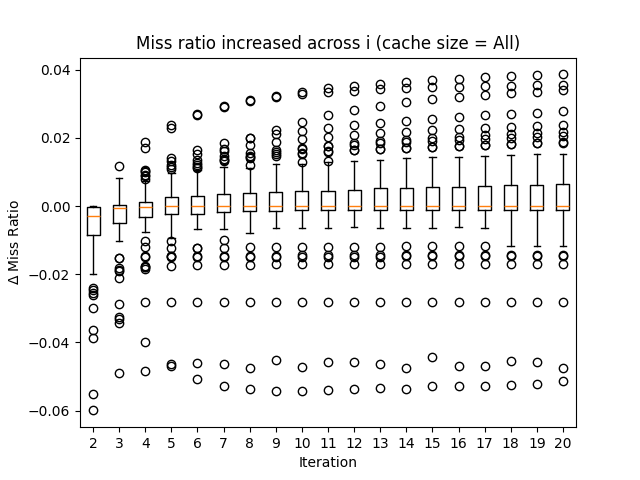 Miss ratio increased across i (cache size = All)
Δ Miss Ratio
0.04
0.02
0.00
−0.02
−0.04
−0.06
2 3 4 5 6 7 8 9 10 11 12 13 14 15 16 17 18 19 20
Iteration